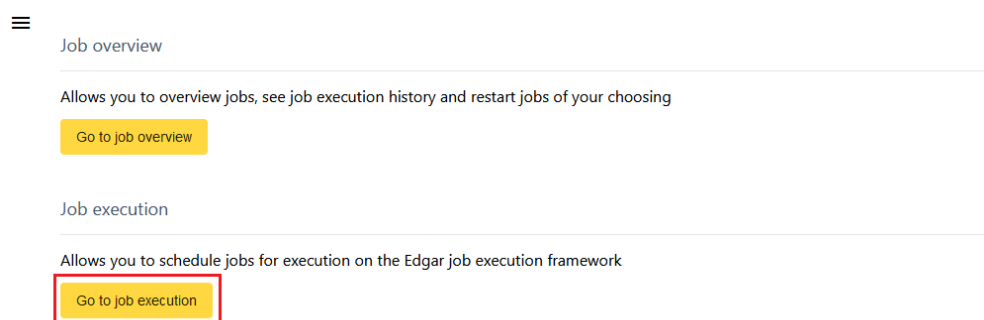 Job overview
Allows you to overview jobs, see job execution history and restart jobs of your choosing
Go to job overview
Job execution
Allows you to schedule jobs for execution on the Edgar job execution framework
Go to job execution